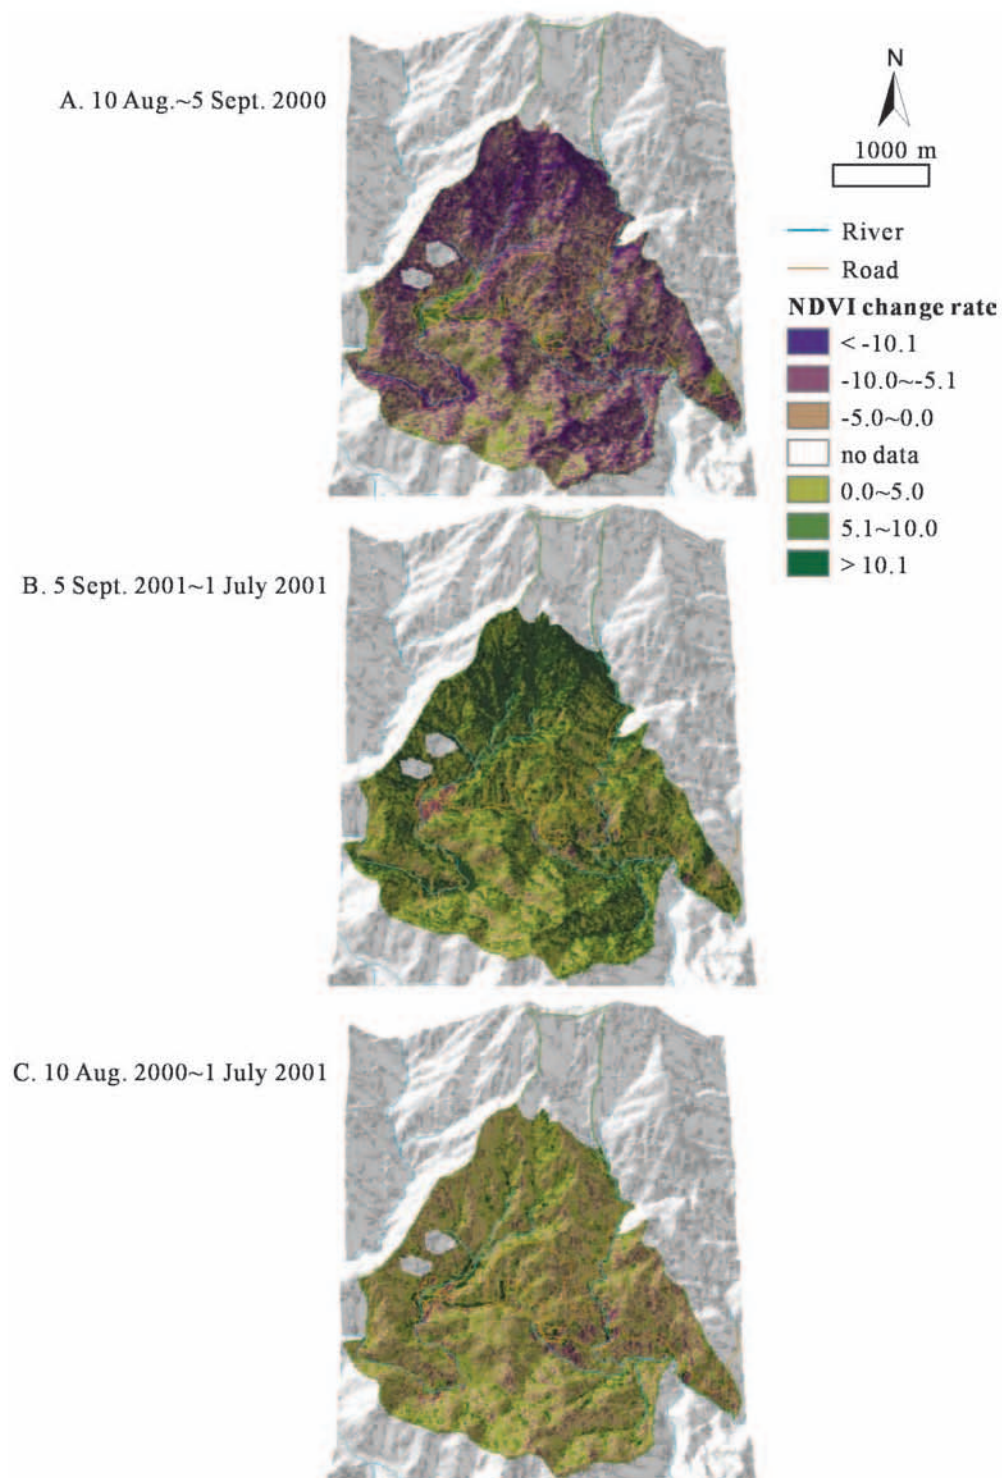 A. 10 Aug.~5 Sept. 2000
N
1000 m
River
Road
NDVI change rate
< -10.1
-10.0~-5.1
-5.0~0.0
no data
0.0~5.0
5.1~10.0
> 10.1
B. 5 Sept. 2001~1 July 2001
C. 10 Aug. 2000~1 July 2001